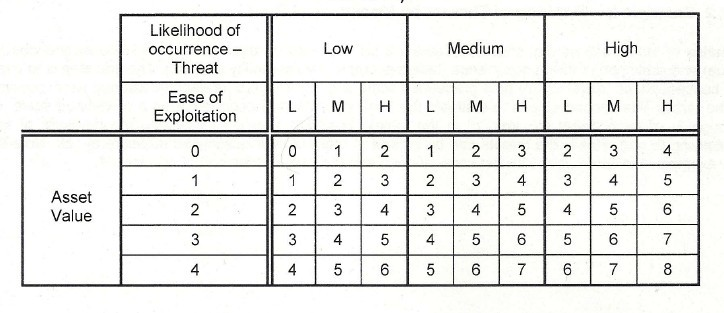 Likelihood of occurrence – Threat Low Medium High
Ease of Exploitation L M H L M H L M H
Asset Value
0 0 1 2 1 2 3 2 3 4
1 1 2 3 2 3 4 3 4 5
2 2 3 4 3 4 5 4 5 6
3 3 4 5 4 5 6 5 6 7
4 4 5 6 5 6 7 6 7 8